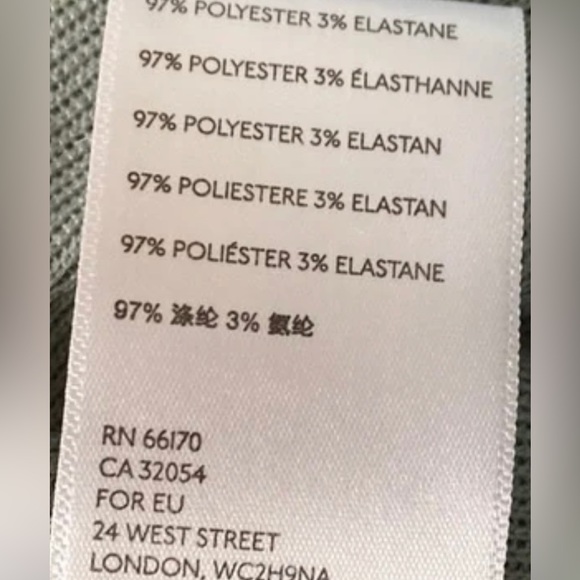 97% POLYESTER 3% ELASTANE
97% POLYESTER 3% ÉLASTHANNE
97% POLYESTER 3% ELASTAN
97% POLIESTERE 3% ELASTAN
97% POLIÉSTER 3% ELASTANE
97% 涤纶 3% 氨纶
RN 66170
CA 32054
FOR EU
24 WEST STREET
LONDON, WC2H9NA